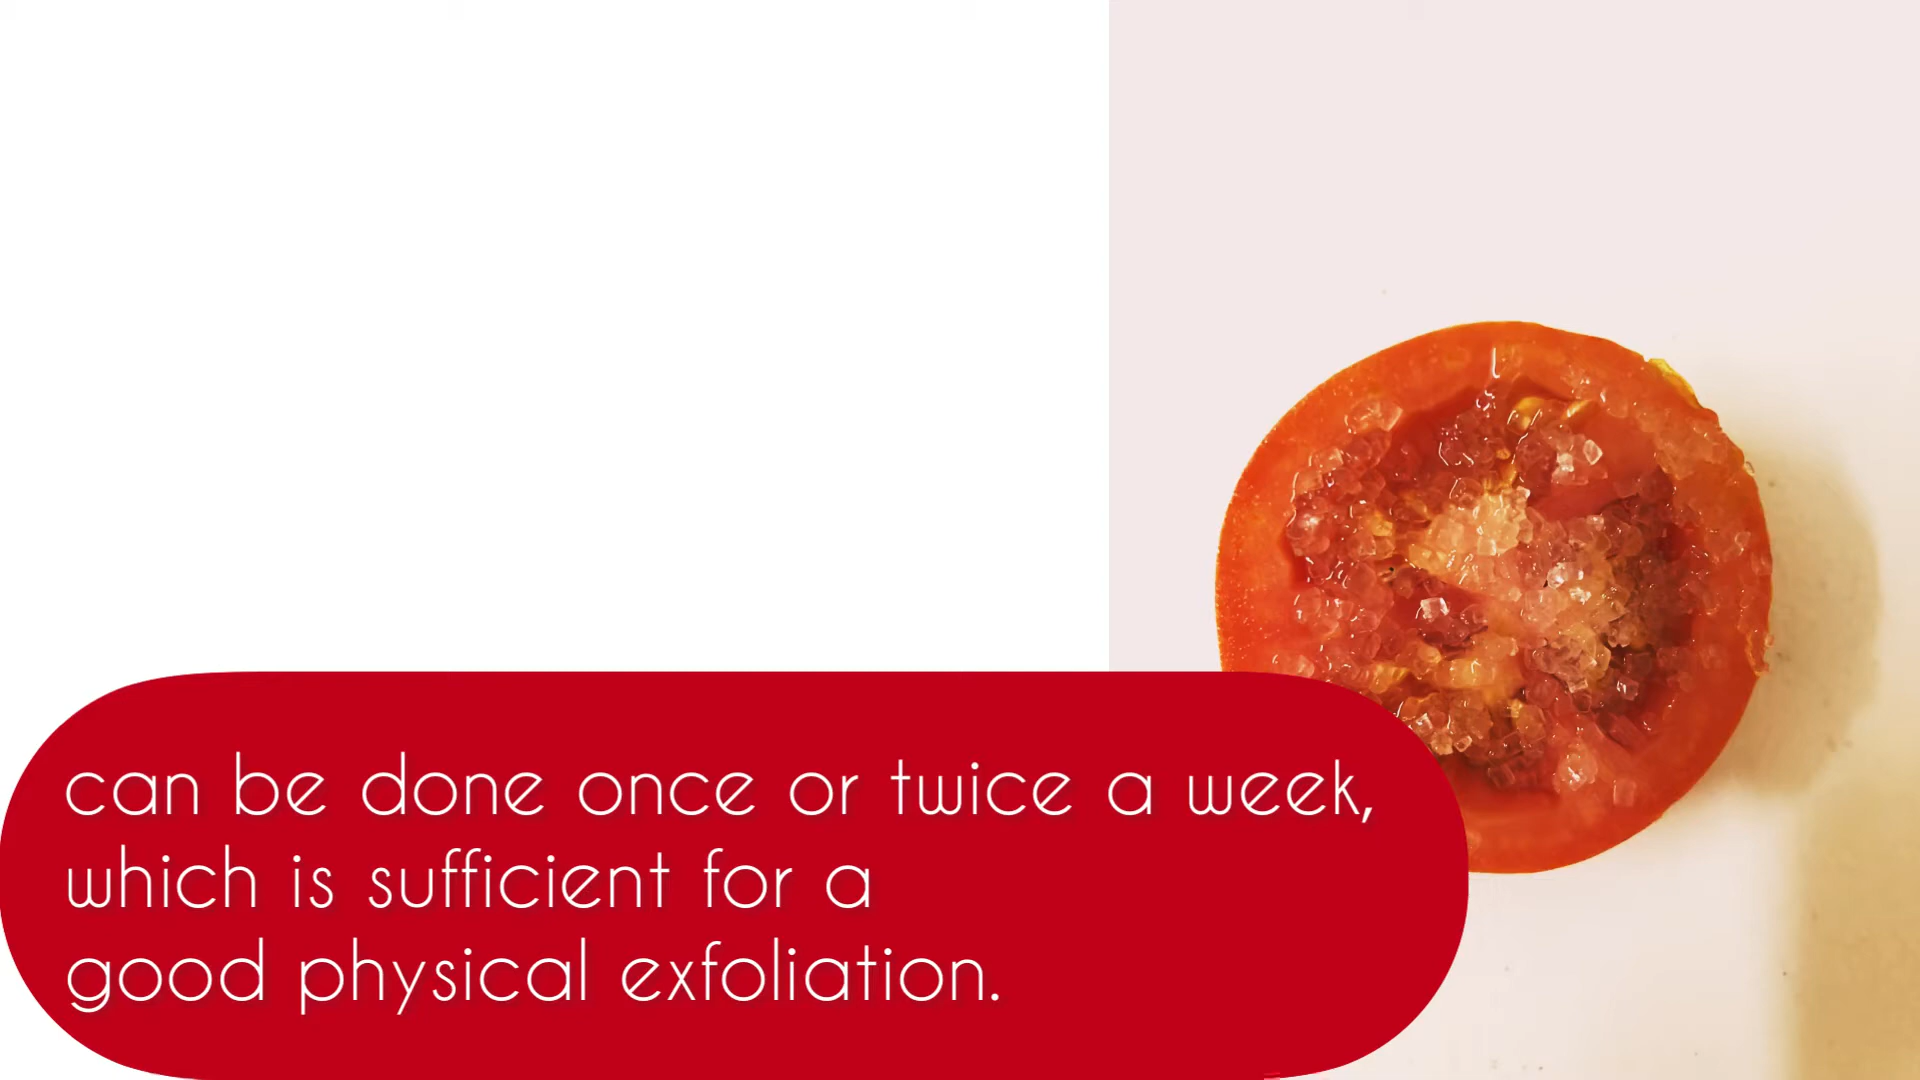 can be done once or twice a week,
which is sufficient for a
good physical exfoliation.